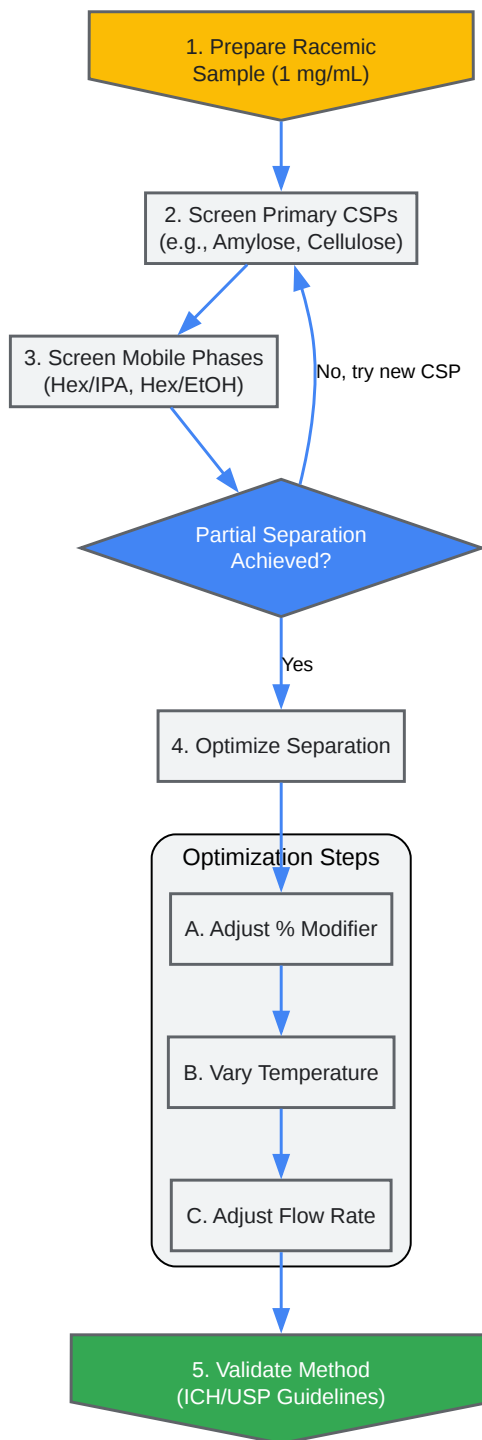 1. Prepare Racemic
Sample (1 mg/mL)
2. Screen Primary CSPs
(e.g., Amylose, Cellulose)
3. Screen Mobile Phases
(Hex/IPA, Hex/EtOH)
No, try new CSP
Partial Separation
Achieved?
Yes
4. Optimize Separation
Optimization Steps
A. Adjust % Modifier
B. Vary Temperature
C. Adjust Flow Rate
5. Validate Method
(ICH/USP Guidelines)